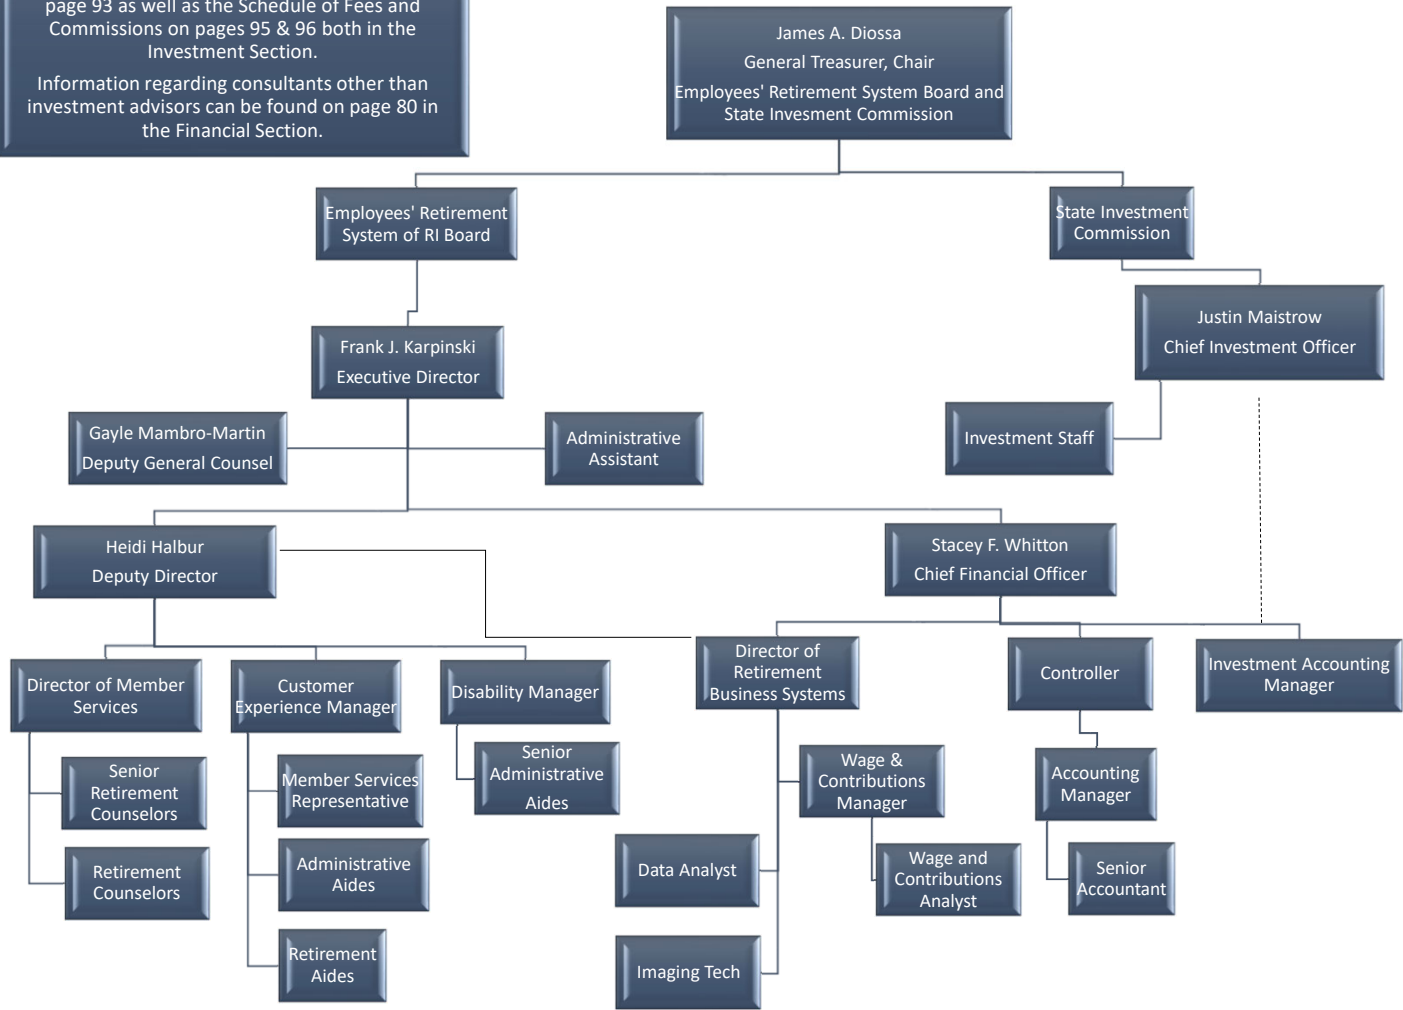 page 93 as well as the Schedule of Fees and
Commissions on pages 95 & 96 both in the
Investment Section.
Information regarding consultants other than
investment advisors can be found on page 80 in
the Financial Section.
James A. Diossa
General Treasurer, Chair
Employees' Retirement System Board and
State Invesment Commission
Employees' Retirement
System of RI Board
State Investment
Commission
Frank J. Karpinski
Executive Director
Justin Maistrow
Chief Investment Officer
Gayle Mambro-Martin
Deputy General Counsel
Administrative
Assistant
Investment Staff
Heidi Halbur
Deputy Director
Stacey F. Whitton
Chief Financial Officer
Director of Member
Services
Customer
Experience Manager
Disability Manager
Director of
Retirement
Business Systems
Controller
Investment Accounting
Manager
Senior
Retirement
Counselors
Member Services
Representative
Senior
Administrative
Aides
Wage &
Contributions
Manager
Accounting
Manager
Retirement
Counselors
Administrative
Aides
Data Analyst
Wage and
Contributions
Analyst
Senior
Accountant
Retirement
Aides
Imaging Tech